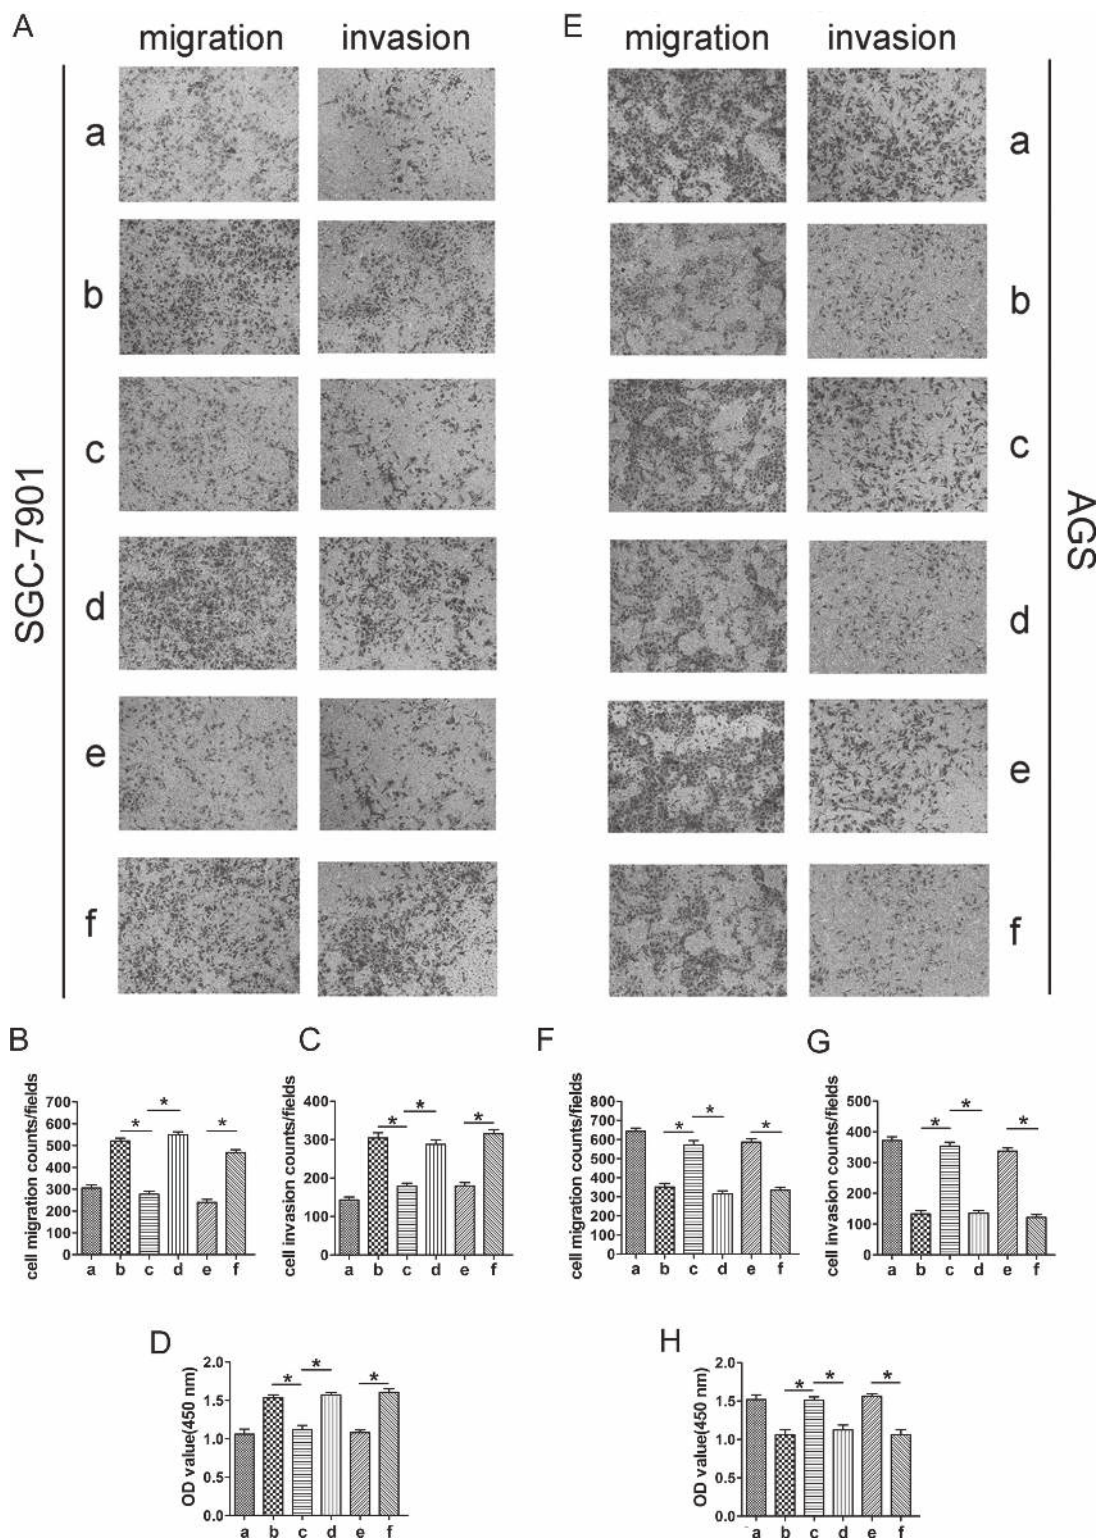 A
migration invasion
a
b
c
d
e
f
SGC-7901
E
migration invasion
a
b
c
d
e
f
AGS
B
cell migration counts/fields
700
600
500
400
300
200
100
0
* * *
a b c d e f
C
cell invasion counts/fields
400
300
200
100
0
* * *
a b c d e f
F
cell migration counts/fields
800
700
600
500
400
300
200
100
0
* * *
a b c d e f
G
cell invasion counts/fields
500
400
300
200
100
0
* * *
a b c d e f
D
OD value(450 nm)
2.0
1.5
1.0
0.5
0.0
* * *
a b c d e f
H
OD value(450 nm)
2.0
1.5
1.0
0.5
0.0
* * *
a b c d e f